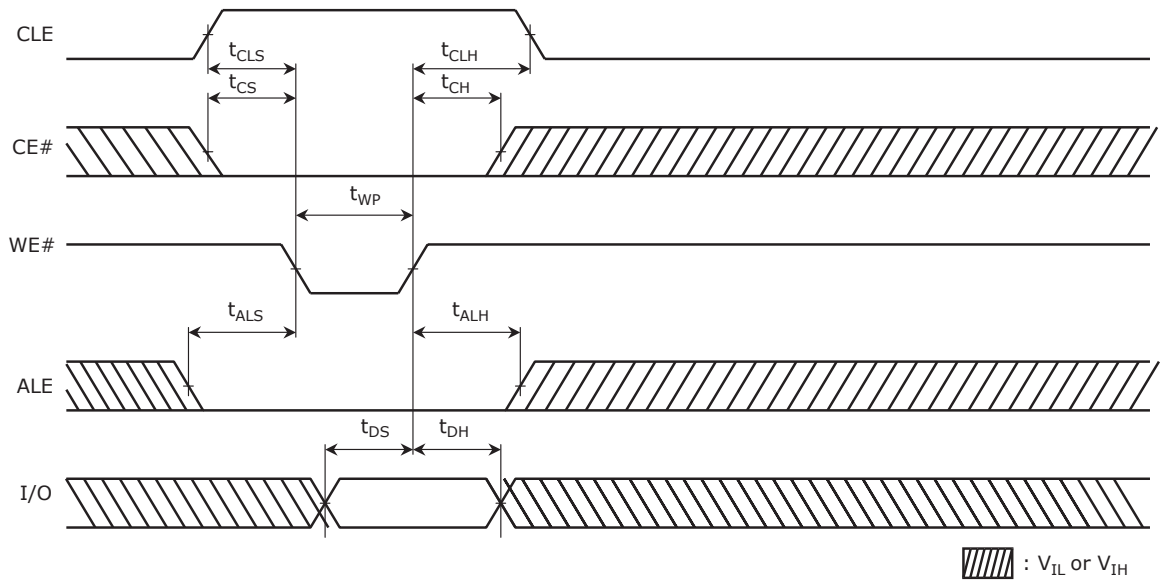 CLE
tCLS
tCLH
tCS
tCH
CE#
tWP
WE#
tALS
tALH
ALE
tDS
tDH
I/O
: VIL or VIH